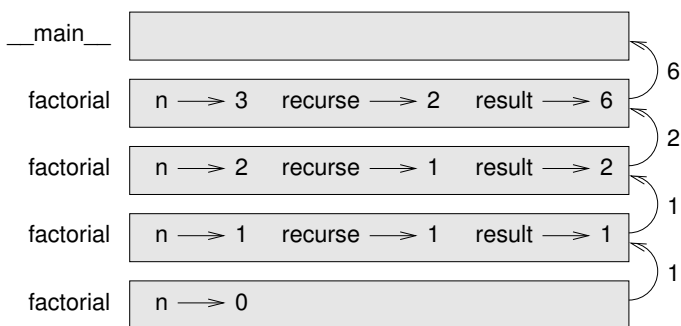 __main__
6
factorial n 3 recurse 2 result 6
2
factorial n 2 recurse 1 result 2
1
factorial n 1 recurse 1 result 1
1
factorial n 0